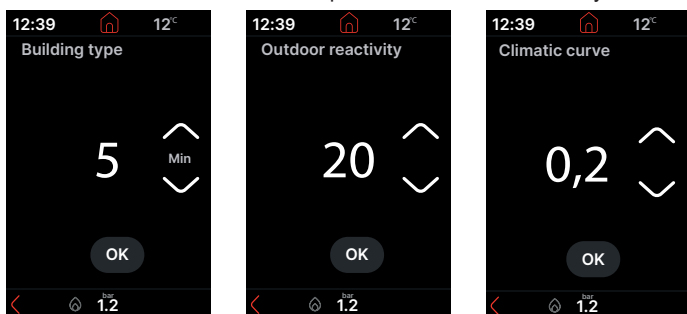 12:39 12°C
Building type
5
Min
OK
bar
1.2
12:39 12°C
Outdoor reactivity
20
OK
bar
1.2
12:39 12°C
Climatic curve
0,2
OK
bar
1.2